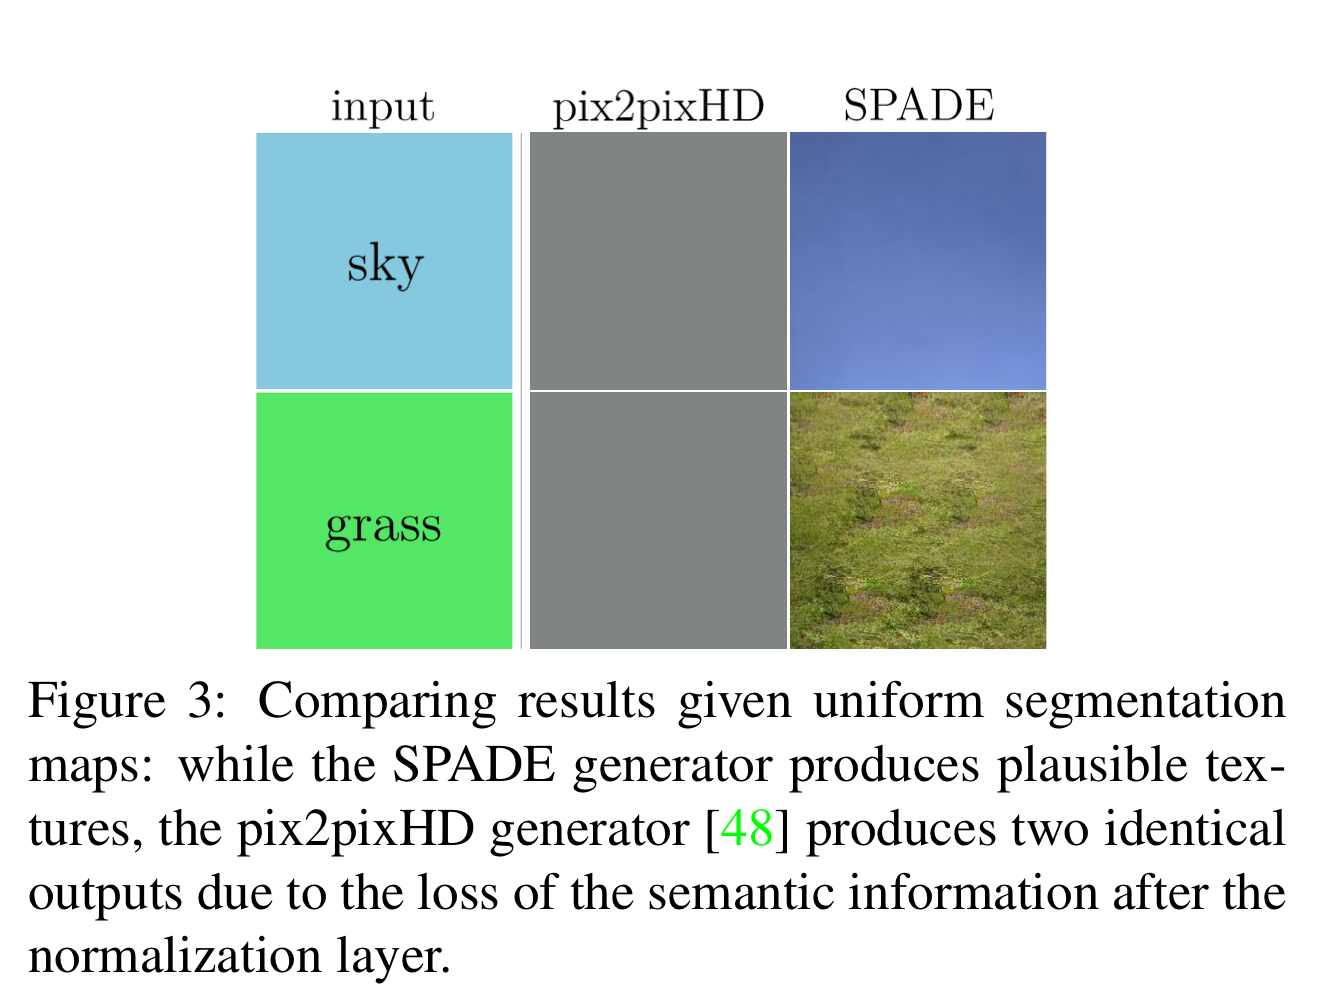 input pix2pixHD SPADE
sky
grass
Figure 3: Comparing results given uniform segmentation
maps: while the SPADE generator produces plausible tex-
tures, the pix2pixHD generator [48] produces two identical
outputs due to the loss of the semantic information after the
normalization layer.